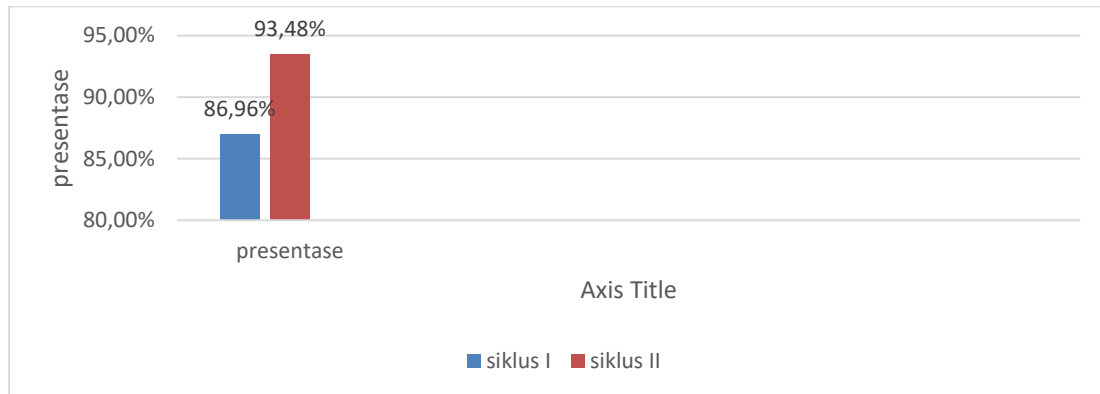 93,48%
95,00%
86,96%
90,00%
85,00%
80,00%
presentase
presentase
Axis Title
siklus I
siklus II